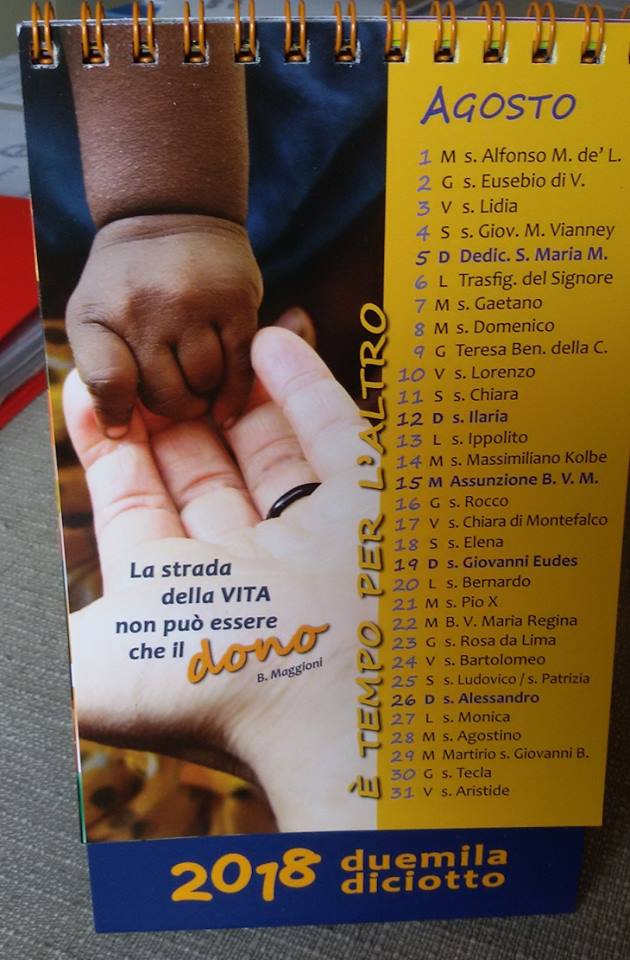 AGOSTO
1 M s. Alfonso M. de' L.
2 G s. Eusebio di V.
3 V s. Lidia
4 S s. Giov. M. Vianney
5 D Dedic. S. Maria M.
6 L Trasfig. del Signore
7 M s. Gaetano
8 M s. Domenico
9 G Teresa Ben. della C.
10 V s. Lorenzo
11 S s. Chiara
12 D s. Ilaria
13 L s. Ippolito
14 M s. Massimiliano Kolbe
15 M Assunzione B. V. M.
16 G s. Rocco
17 V s. Chiara di Montefalco
18 S s. Elena
19 D s. Giovanni Eudes
20 L s. Bernardo
21 M s. Pio X
22 M B. V. Maria Regina
23 G s. Rosa da Lima
24 V s. Bartolomeo
25 S s. Ludovico / s. Patrizia
26 D s. Alessandro
27 L s. Monica
28 M s. Agostino
29 M Martirio s. Giovanni B.
30 G s. Tecla
31 V s. Aristide
È TEMPO PER L'ALTRO
La strada
della VITA
non può essere
che il dono
B. Maggioni
2018 duemila
diciotto